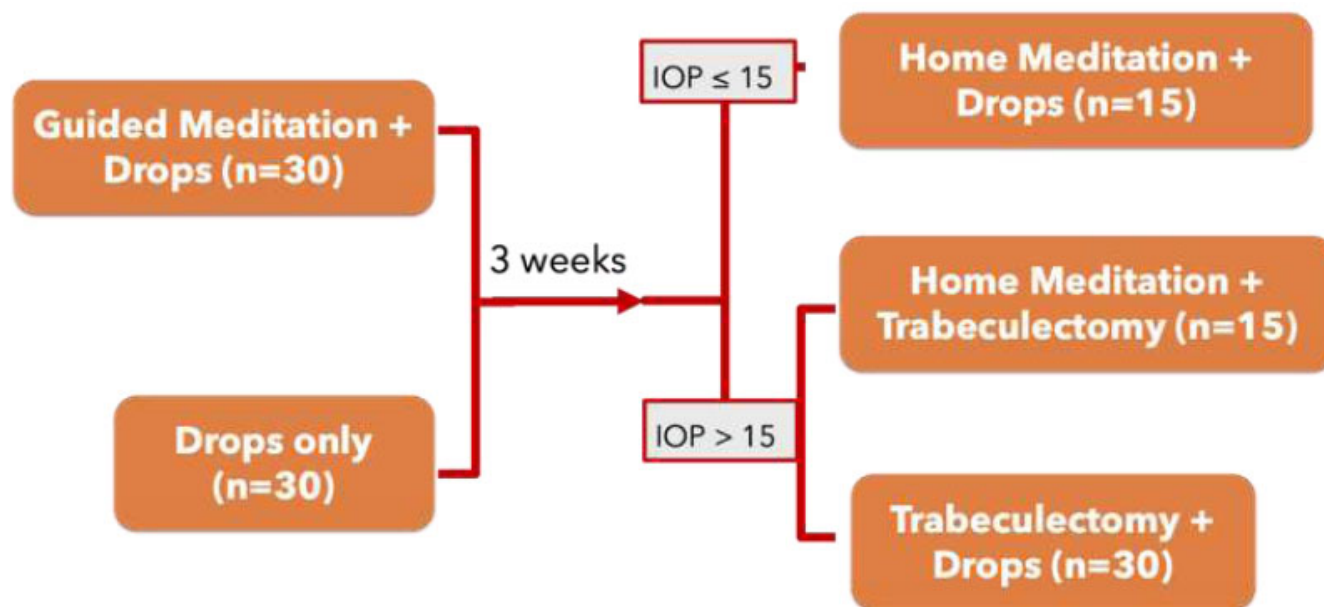 Guided Meditation +
Drops (n=30)
Drops only
(n=30)
3 weeks
IOP ≤ 15
IOP > 15
Home Meditation +
Drops (n=15)
Home Meditation +
Trabeculectomy (n=15)
Trabeculectomy +
Drops (n=30)